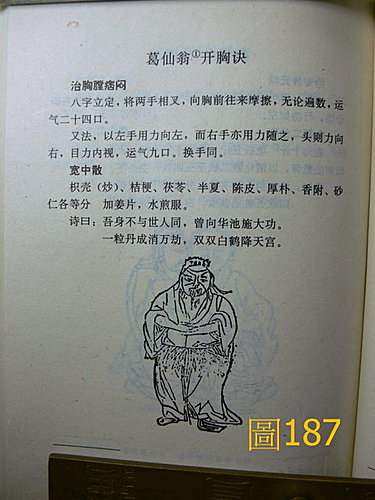 葛仙翁①开胸诀
治胸膛痞闷
八字立定，将两手相叉，向胸前往来摩擦，无论遍数，运
气二十四口。
又法，以左手用力向左，而右手亦用力随之，头则力向
右，目力内视，运气九口。换手同。
宽中散
枳壳（炒）、桔梗、茯苓、半夏、陈皮、厚朴、香附、砂
仁各等分　加姜片，水煎服。
诗曰：吾身不与世人同，曾向华池施大功。
一粒丹成消万劫，双双白鹤降天宫。
圖187